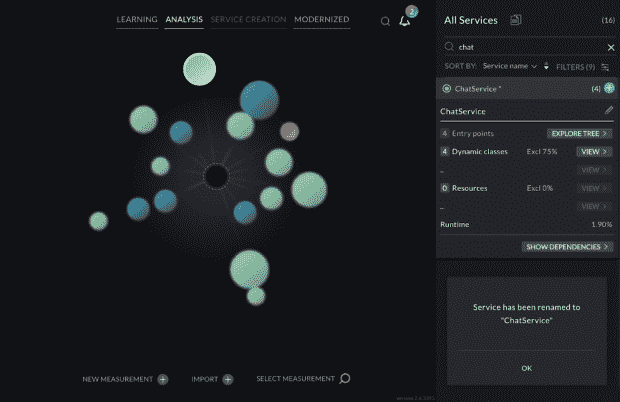 LEARNING ANALYSIS SERVICE CREATION MODERNIZED
2
All Services (16)
chat
SORT BY: Service name FILTERS (9)
ChatService * (4)
ChatService
4 Entry points EXPLORE TREE >
4 Dynamic classes Excl 75% VIEW >
- VIEW >
0 Resources Excl 0% VIEW >
- VIEW >
Runtime 1.90%
SHOW DEPENDENCIES >
Service has been renamed to
"ChatService"
OK
NEW MEASUREMENT IMPORT SELECT MEASUREMENT